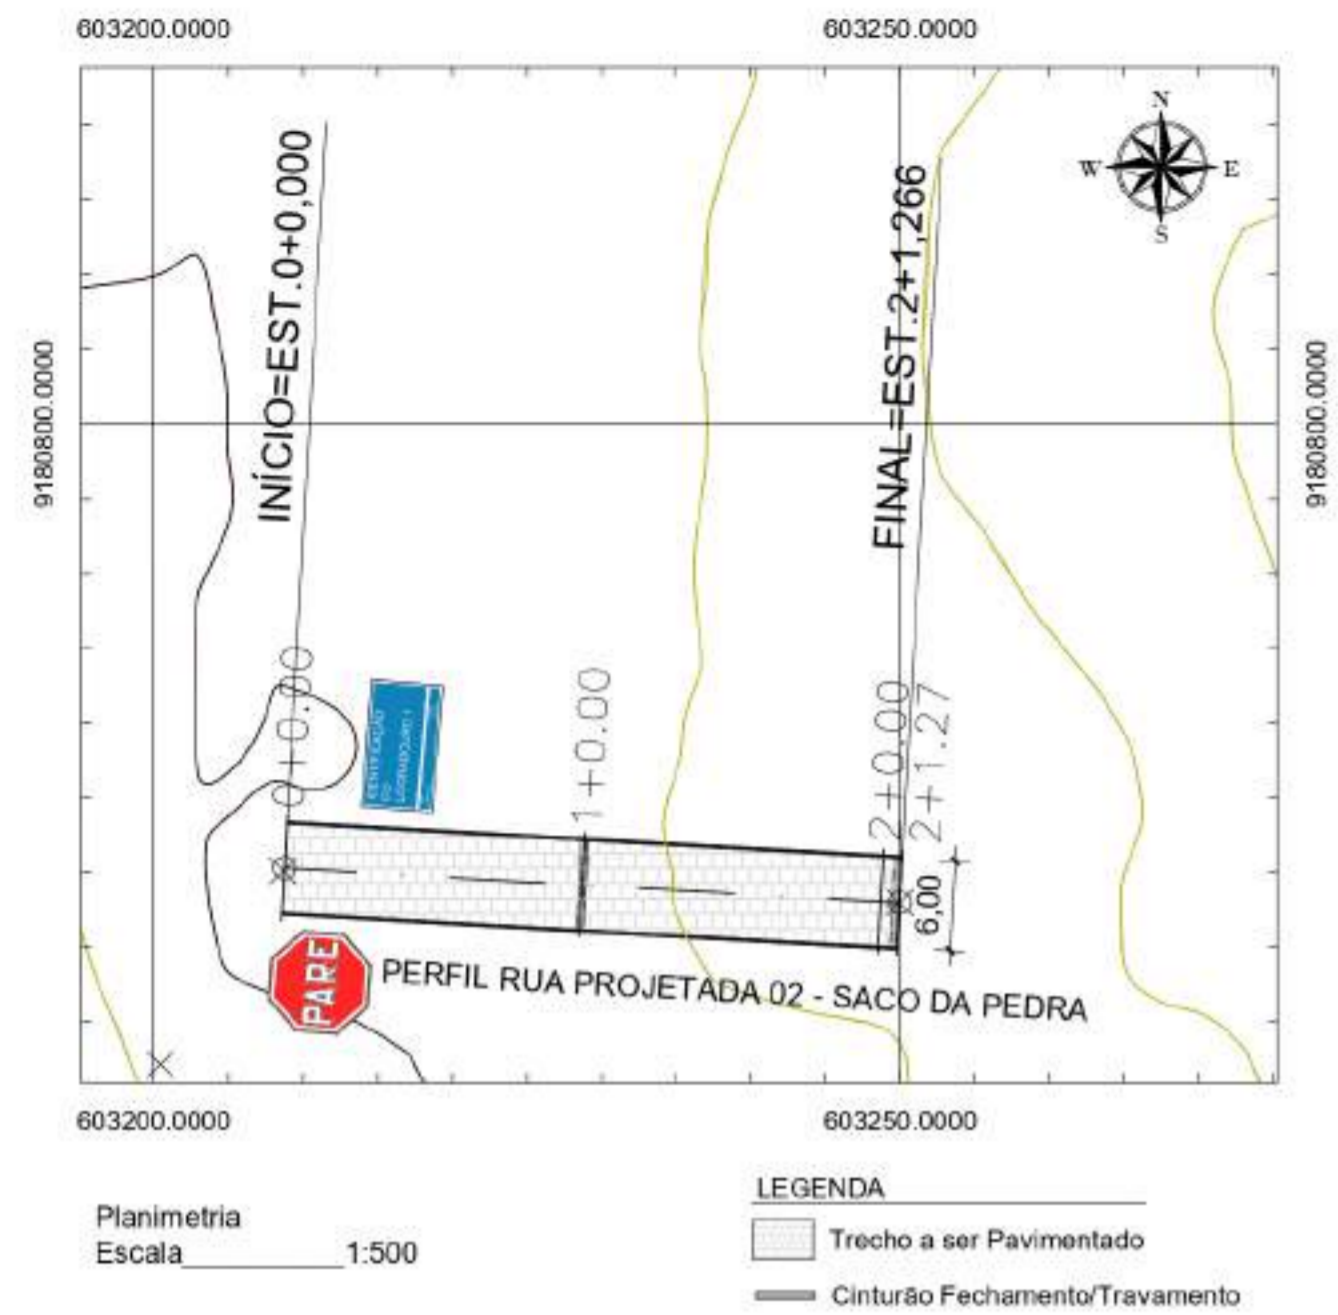 603200.0000
603250.0000
N
W
E
S
INÍCIO=EST.0+0,000
FINAL=EST.2+1,266
9180800.0000
9180800.0000
0+0.00
1+0.00
2+0.00
2+1.27
DO
6,00
PARE
PERFIL RUA PROJETADA 02 - SACO DA PEDRA
603200.0000
603250.0000
Planimetria
Escala 1:500
LEGENDA
Trecho a ser Pavimentado
Cinturão Fechamento/Travamento